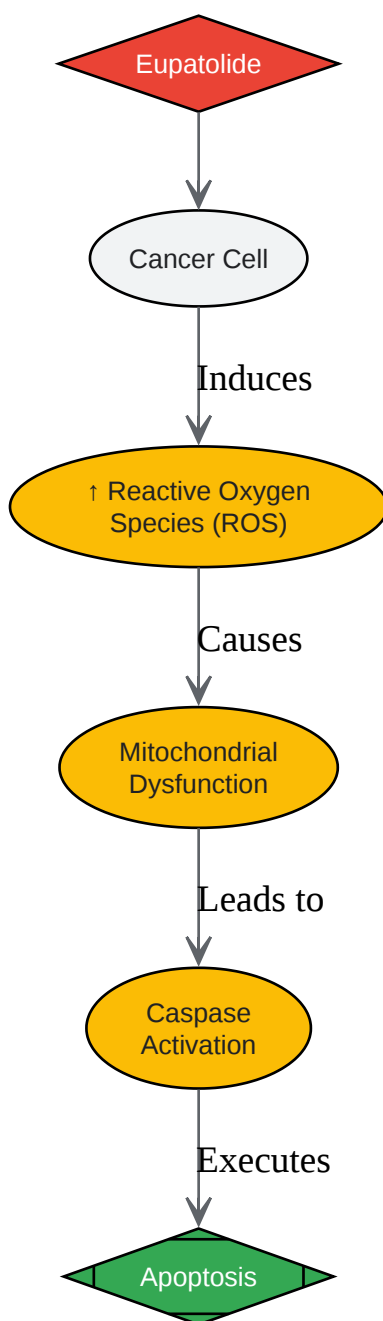 Eupatolide
Cancer Cell
Induces
↑ Reactive Oxygen
Species (ROS)
Causes
Mitochondrial
Dysfunction
Leads to
Caspase
Activation
Executes
Apoptosis